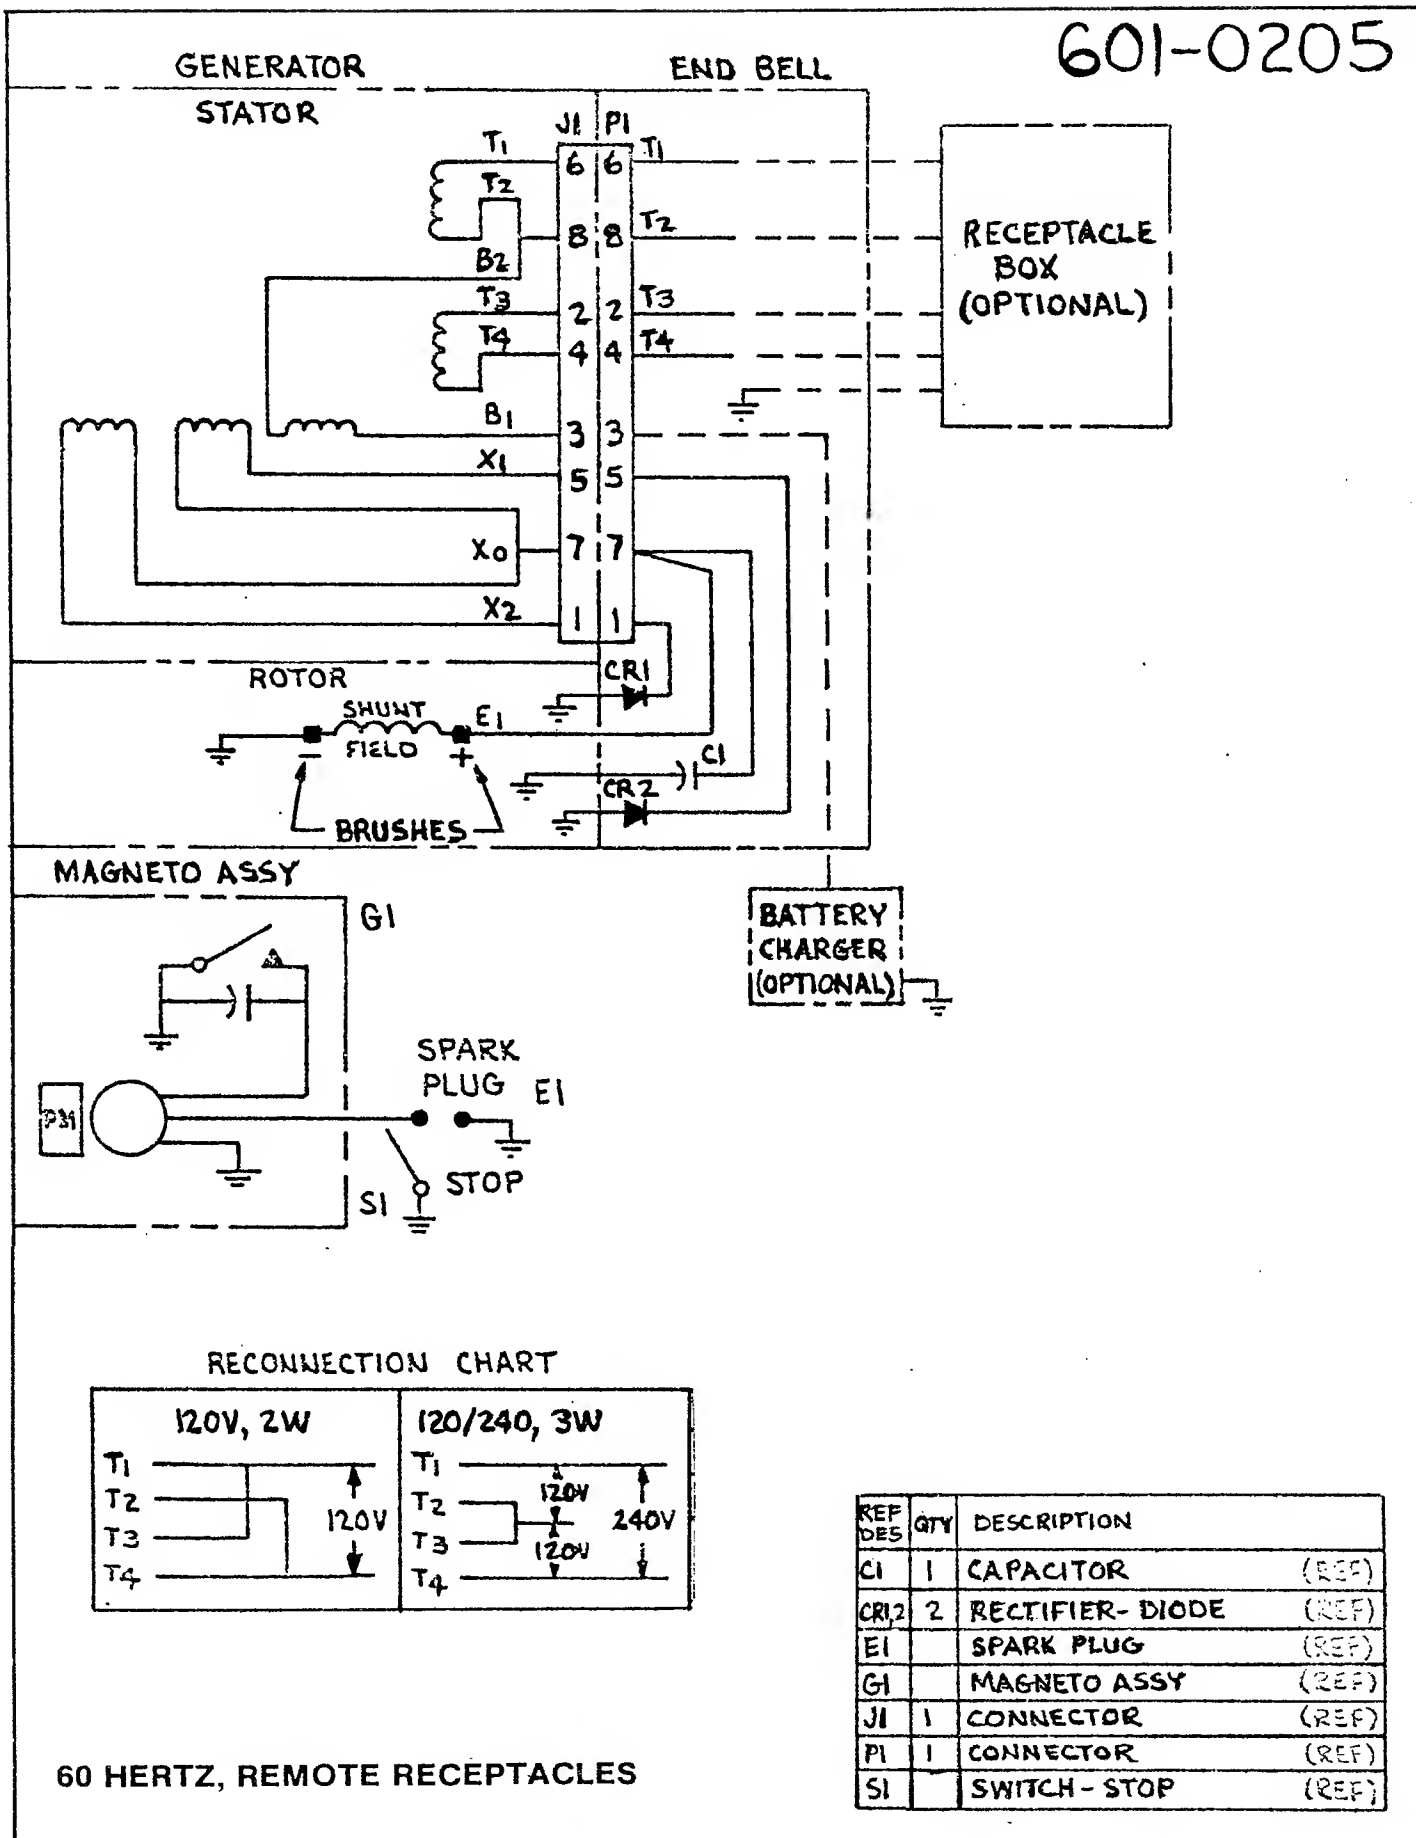 601-0205
GENERATOR
END BELL
STATOR
J1 P1
T1 6 6 T1
T2
8 8 T2
B2
T3 2 2 T3
T4 4 4 T4
RECEPTACLE
BOX
(OPTIONAL)
B1 3 3
X1 5 5
X0 7 7
X2 1 1
ROTOR
CR1
SHUNT
FIELD
E1
- +
C1
CR2
BRUSHES
MAGNETO ASSY
G1
BATTERY
CHARGER
(OPTIONAL)
SPARK
PLUG E1
S1 STOP
RECONNECTION CHART
120V, 2W
T1
T2
T3
T4
120V
120/240, 3W
T1
T2
T3
T4
120V
120V
240V
REF DES QTY DESCRIPTION
C1 1 CAPACITOR (REF)
CR1,2 2 RECTIFIER-DIODE (REF)
E1 SPARK PLUG (REF)
G1 MAGNETO ASSY (REF)
J1 1 CONNECTOR (REF)
P1 1 CONNECTOR (REF)
S1 SWITCH-STOP (REF)
60 HERTZ, REMOTE RECEPTACLES